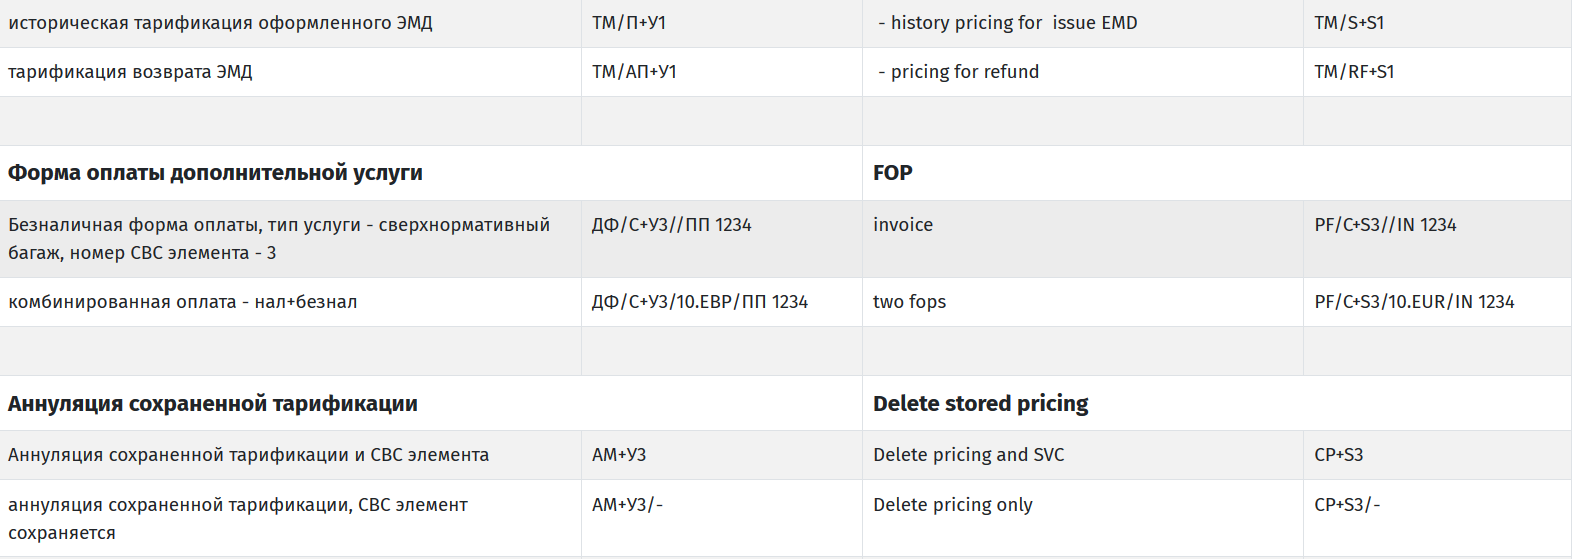 историческая тарификация оформленного ЭМД ТМ/П+У1 - history pricing for issue EMD TM/S+S1
тарификация возврата ЭМД ТМ/АП+У1 - pricing for refund TM/RF+S1
Форма оплаты дополнительной услуги FOP
Безналичная форма оплаты, тип услуги - сверхнормативный ДФ/С+У3//ПП 1234 invoice PF/C+S3//IN 1234
багаж, номер СВС элемента - 3
комбинированная оплата - нал+безнал ДФ/С+У3/10.ЕВР/ПП 1234 two fops PF/C+S3/10.EUR/IN 1234
Аннуляция сохраненной тарификации Delete stored pricing
Аннуляция сохраненной тарификации и СВС элемента АМ+У3 Delete pricing and SVC CP+S3
аннуляция сохраненной тарификации, СВС элемент АМ+У3/- Delete pricing only CP+S3/-
сохраняется